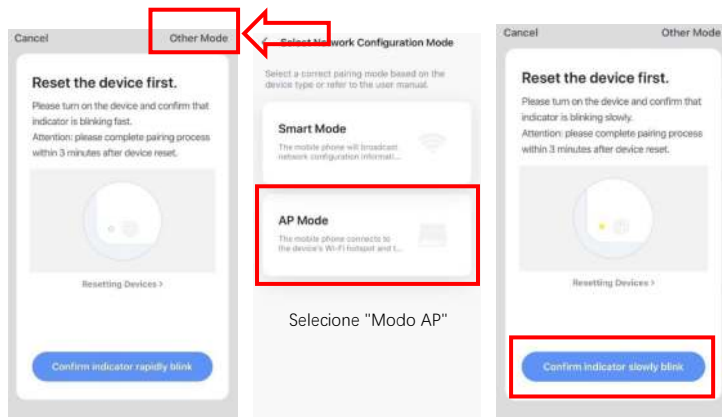 Cancel Other Mode
Reset the device first.
Please turn on the device and confirm that
indicator is blinking fast.
Attention: please complete pairing process
within 3 minutes after device reset.
Resetting Devices >
Confirm indicator rapidly blink
Select Network Configuration Mode
Select a correct pairing mode based on the
device type or refer to the user manual.
Smart Mode
The mobile phone will broadcast
network configuration informati...
AP Mode
The mobile phone connects to
the device's Wi-Fi hotspot and t...
Selecione "Modo AP"
Cancel Other Mode
Reset the device first.
Please turn on the device and confirm that
indicator is blinking slowly.
Attention: please complete pairing process
within 3 minutes after device reset.
Resetting Devices >
Confirm indicator slowly blink